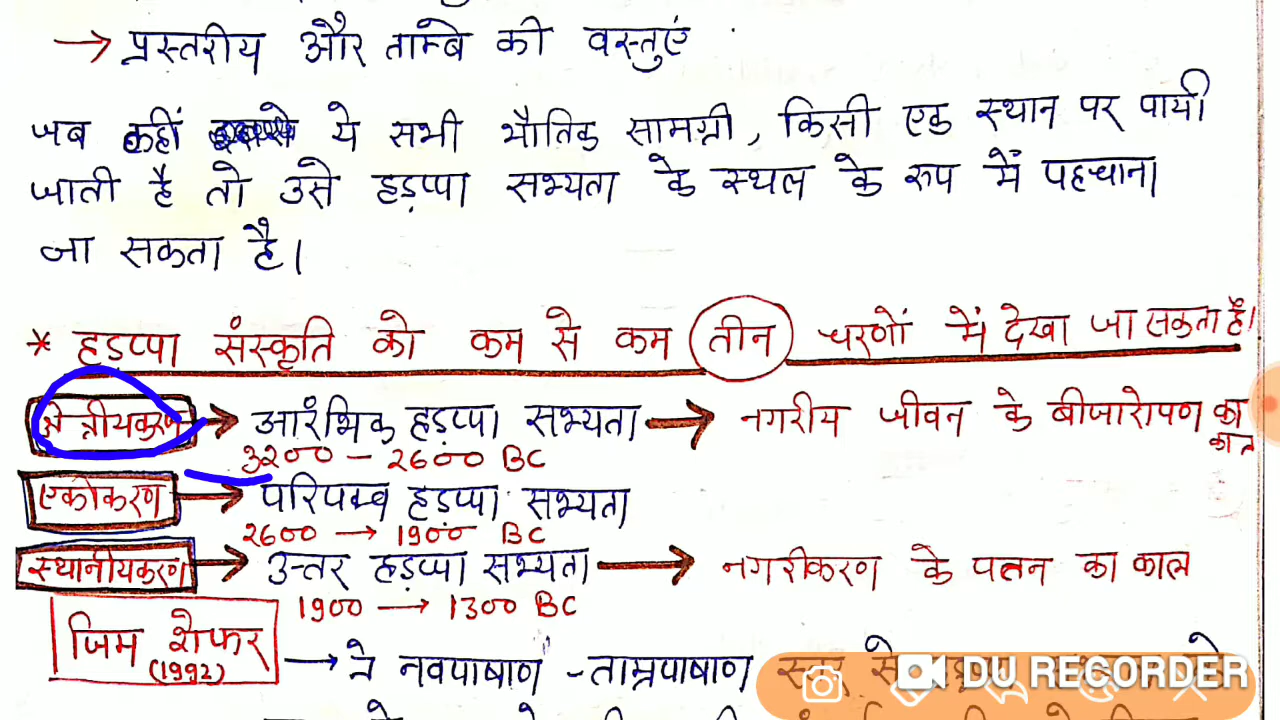 → प्रस्तरीय और ताम्बे की वस्तुएं
जब कहीं ये सभी भौतिक सामग्री, किसी एक स्थान पर पायी
जाती है तो उसे हड़प्पा सभ्यता के स्थल के रुप में पहचाना
जा सकता है।
* हड़प्पा संस्कृति को कम से कम तीन चरणों में देखा जा सकता है।
क्षेत्रीयकरण → आरंभिक हड़प्पा सभ्यता → नगरीय जीवन के बीजारोपण का काल
3200 – 2600 BC
एकीकरण → परिपक्व हड़प्पा सभ्यता
2600 → 1900 BC
स्थानीयकरण → उत्तर हड़प्पा सभ्यता → नगरीकरण के पतन का काल
1900 → 1300 BC
जिम शेफर
(1992) → ने नवपाषाण - ताम्रपाषाण स्तर से
DU RECORDER